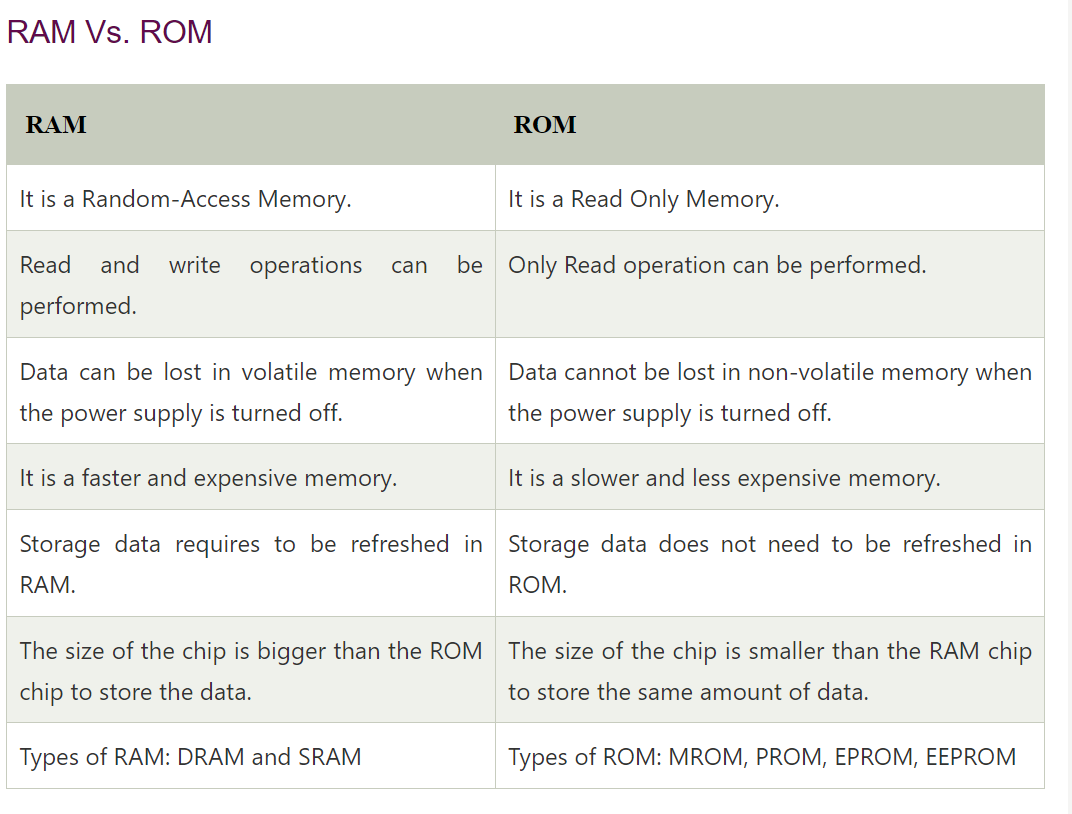 RAM Vs. ROM
RAM ROM
It is a Random-Access Memory. It is a Read Only Memory.
Read and write operations can be Only Read operation can be performed.
performed.
Data can be lost in volatile memory when Data cannot be lost in non-volatile memory when
the power supply is turned off. the power supply is turned off.
It is a faster and expensive memory. It is a slower and less expensive memory.
Storage data requires to be refreshed in Storage data does not need to be refreshed in
RAM. ROM.
The size of the chip is bigger than the ROM The size of the chip is smaller than the RAM chip
chip to store the data. to store the same amount of data.
Types of RAM: DRAM and SRAM Types of ROM: MROM, PROM, EPROM, EEPROM